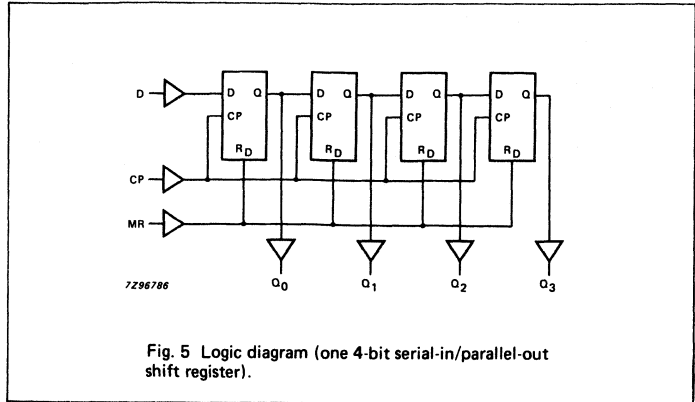 D Q D Q D Q D Q
D
CP CP CP CP
RD RD RD RD
CP
MR
7Z96786
Q0 Q1 Q2 Q3
Fig. 5 Logic diagram (one 4-bit serial-in/parallel-out
shift register).